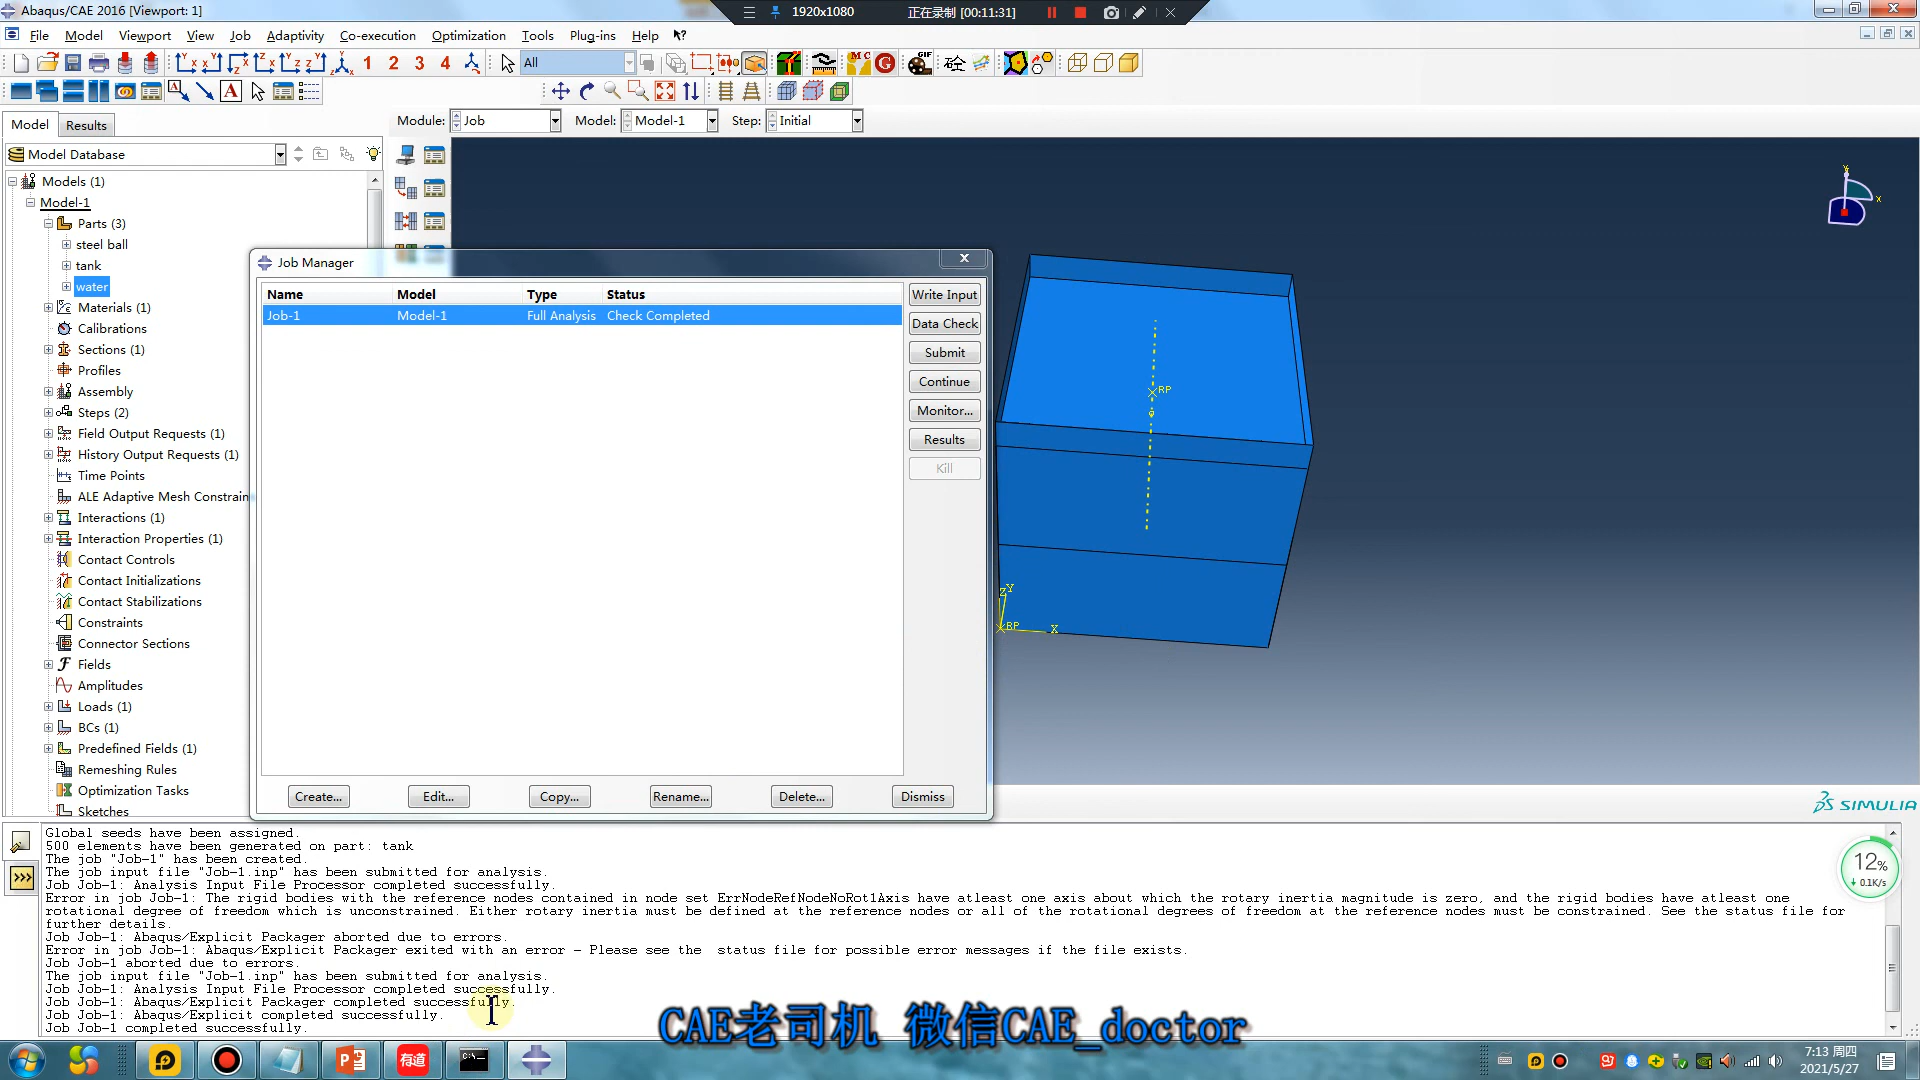 Abaqus/CAE 2016 [Viewport: 1]
1920x1080
正在录制 [00:11:31]
File Model Viewport View Job Adaptivity Co-execution Optimization Tools Plug-ins Help
1 2 3 4
All
MC
G
GIF
A
Model Results
Module: Job Model: Model-1 Step: Initial
Model Database
Models (1)
Model-1
Parts (3)
steel ball
tank
water
Materials (1)
Calibrations
Sections (1)
Profiles
Assembly
Steps (2)
Field Output Requests (1)
History Output Requests (1)
Time Points
ALE Adaptive Mesh Constrain
Interactions (1)
Interaction Properties (1)
Contact Controls
Contact Initializations
Contact Stabilizations
Constraints
Connector Sections
Fields
Amplitudes
Loads (1)
BCs (1)
Predefined Fields (1)
Remeshing Rules
Optimization Tasks
Sketches
Job Manager
Name Model Type Status
Job-1 Model-1 Full Analysis Check Completed
Write Input
Data Check
Submit
Continue
Monitor...
Results
Kill
Create... Edit... Copy... Rename... Delete... Dismiss
Y
X
RP
Y
Z
RP
X
SIMULIA
Global seeds have been assigned.
500 elements have been generated on part: tank
The job "Job-1" has been created.
The job input file "Job-1.inp" has been submitted for analysis.
Job Job-1: Analysis Input File Processor completed successfully.
Error in job Job-1: The rigid bodies with the reference nodes contained in node set ErrNodeRefNodeNoRot1Axis have atleast one axis about which the rotary inertia magnitude is zero, and the rigid bodies have atleast one
rotational degree of freedom which is unconstrained. Either rotary inertia must be defined at the reference nodes or all of the rotational degrees of freedom at the reference nodes must be constrained. See the status file for
further details.
Job Job-1: Abaqus/Explicit Packager aborted due to errors.
Error in job Job-1: Abaqus/Explicit Packager exited with an error - Please see the status file for possible error messages if the file exists.
Job Job-1 aborted due to errors.
The job input file "Job-1.inp" has been submitted for analysis.
Job Job-1: Analysis Input File Processor completed successfully.
Job Job-1: Abaqus/Explicit Packager completed successfully.
Job Job-1: Abaqus/Explicit completed successfully.
Job Job-1 completed successfully.
12%
0.1K/s
CAE老司机 微信CAE_doctor
有道
7:13 周四
2021/5/27